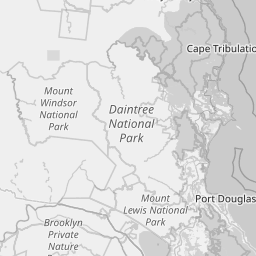 Cape Tribulation
Mount
Windsor
National
Park
Daintree
National
Park
Mount
Lewis National
Park
Port Douglas
Brooklyn
Private
Nature